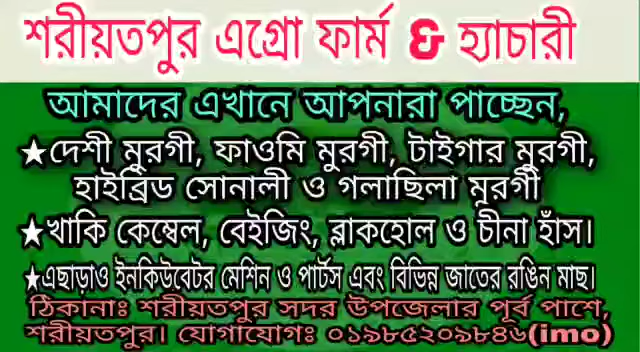 শরীয়তপুর এগ্রো ফার্ম & হ্যাচারী
আমাদের এখানে আপনারা পাচ্ছেন,
★দেশী মুরগী, ফাওমি মুরগী, টাইগার মুরগী,
হাইব্রিড সোনালী ও গলাছিলা মুরগী
★খাকি কেম্বেল, বেইজিং, ব্লাকহোল ও চীনা হাঁস।
★এছাড়াও ইনকিউবেটর মেশিন ও পার্টস এবং বিভিন্ন জাতের রঙিন মাছ।
ঠিকানাঃ শরীয়তপুর সদর উপজেলার পূর্ব পাশে,
শরীয়তপুর। যোগাযোগঃ ০১৯৮৫২০৯৮৪৬(imo)